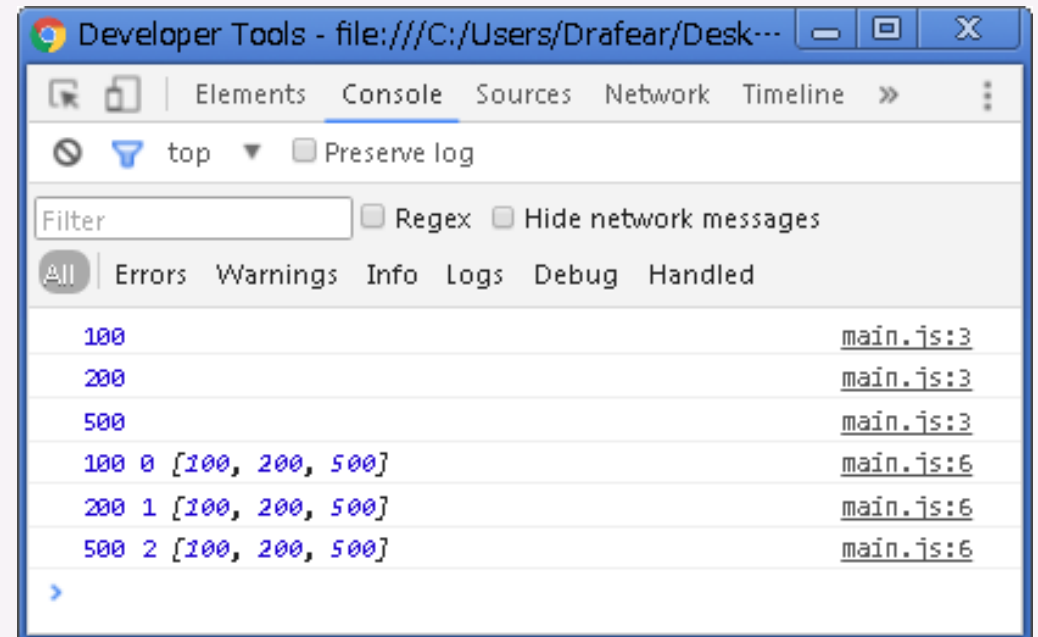 Developer Tools - file:///C:/Users/Drafear/Desk···
Elements Console Sources Network Timeline »
top ▼ Preserve log
Filter Regex Hide network messages
All Errors Warnings Info Logs Debug Handled
100 main.js:3
200 main.js:3
500 main.js:3
100 0 [100, 200, 500] main.js:6
200 1 [100, 200, 500] main.js:6
500 2 [100, 200, 500] main.js:6
>